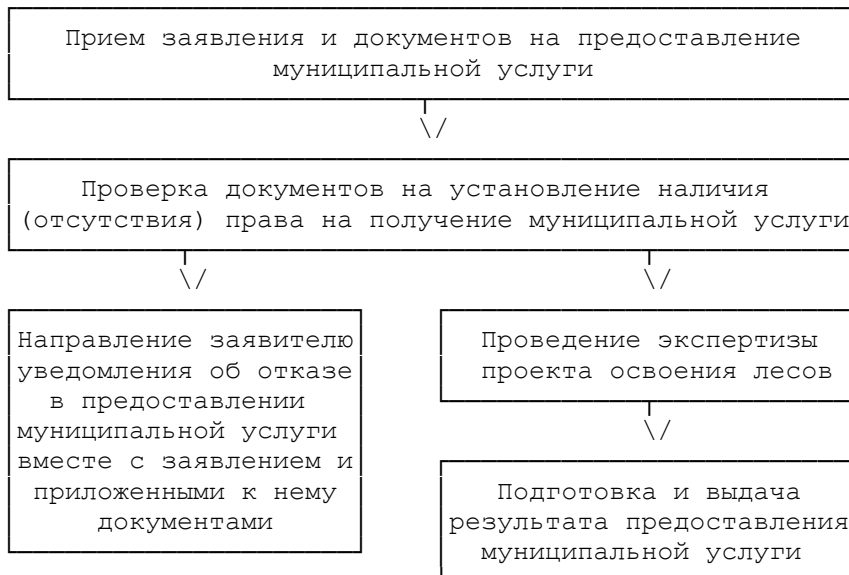 Прием заявления и документов на предоставление
муниципальной услуги
\/
Проверка документов на установление наличия
(отсутствия) права на получение муниципальной услуги
\/
\/
Направление заявителю
уведомления об отказе
в предоставлении
муниципальной услуги
вместе с заявлением и
приложенными к нему
документами
Проведение экспертизы
проекта освоения лесов
\/
Подготовка и выдача
результата предоставления
муниципальной услуги